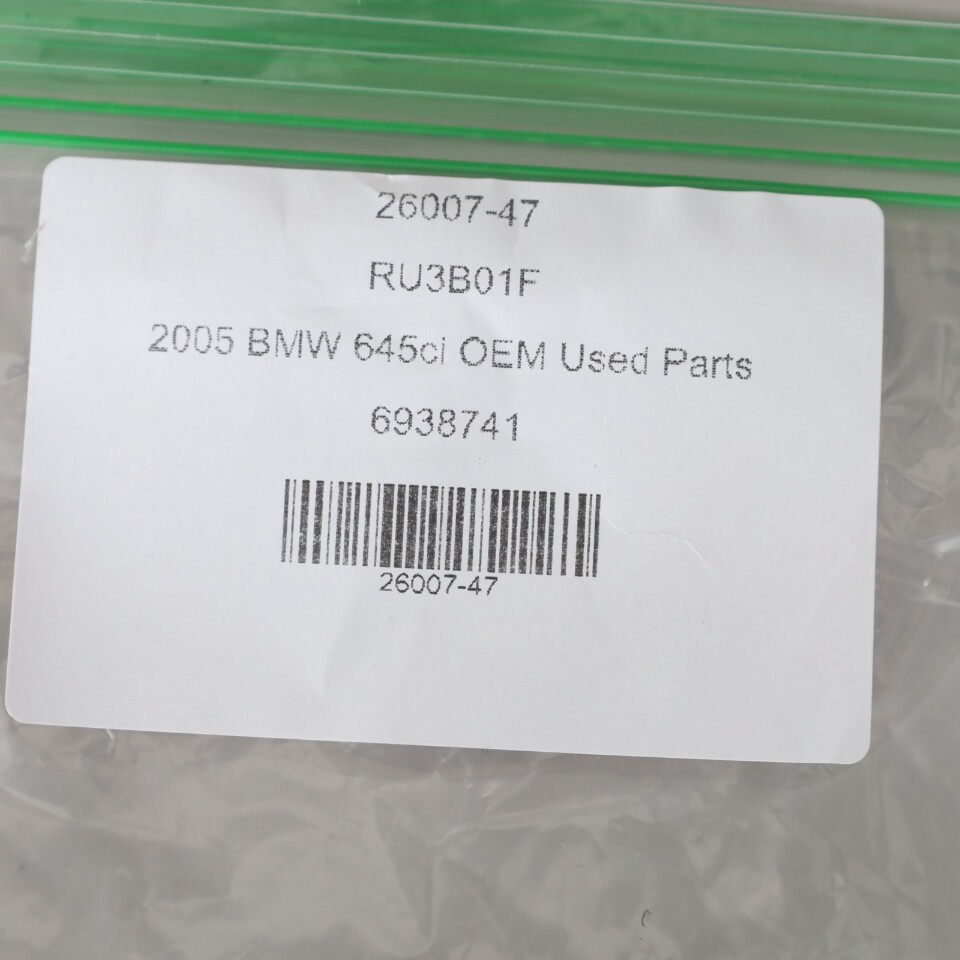 26007-47
RU3B01F
2005 BMW 645ci OEM Used Parts
6938741
26007-47